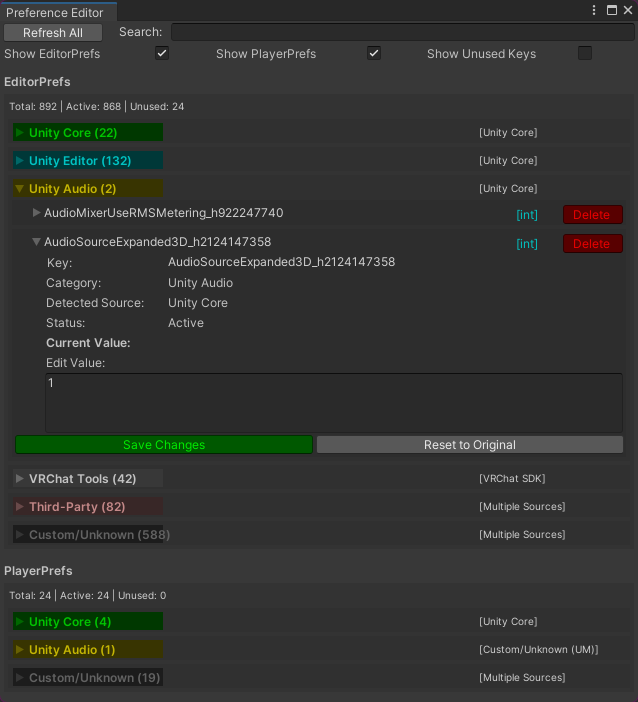 Preference Editor
Refresh All Search:
Show EditorPrefs Show PlayerPrefs Show Unused Keys
EditorPrefs
Total: 892 | Active: 868 | Unused: 24
Unity Core (22) [Unity Core]
Unity Editor (132) [Unity Core]
Unity Audio (2) [Unity Core]
AudioMixerUseRMSMetering_h922247740 [int] Delete
AudioSourceExpanded3D_h2124147358 [int] Delete
Key: AudioSourceExpanded3D_h2124147358
Category: Unity Audio
Detected Source: Unity Core
Status: Active
Current Value:
Edit Value:
1
Save Changes Reset to Original
VRChat Tools (42) [VRChat SDK]
Third-Party (82) [Multiple Sources]
Custom/Unknown (588) [Multiple Sources]
PlayerPrefs
Total: 24 | Active: 24 | Unused: 0
Unity Core (4) [Unity Core]
Unity Audio (1) [Custom/Unknown (UM)]
Custom/Unknown (19) [Multiple Sources]